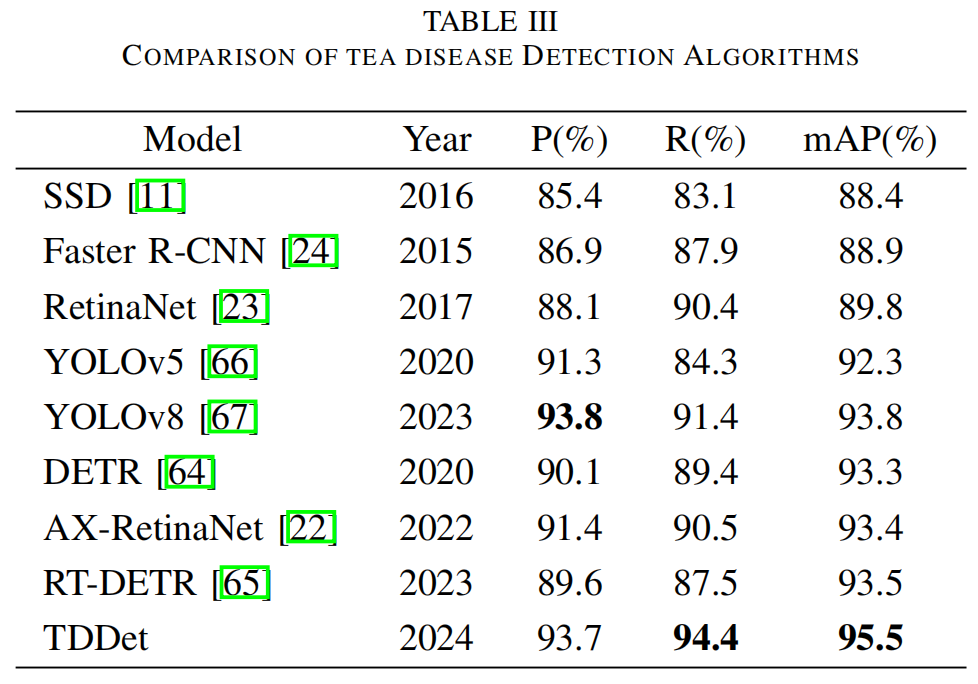 TABLE III
COMPARISON OF TEA DISEASE DETECTION ALGORITHMS
Model Year P(%) R(%) mAP(%)
SSD [11] 2016 85.4 83.1 88.4
Faster R-CNN [24] 2015 86.9 87.9 88.9
RetinaNet [23] 2017 88.1 90.4 89.8
YOLOv5 [66] 2020 91.3 84.3 92.3
YOLOv8 [67] 2023 93.8 91.4 93.8
DETR [64] 2020 90.1 89.4 93.3
AX-RetinaNet [22] 2022 91.4 90.5 93.4
RT-DETR [65] 2023 89.6 87.5 93.5
TDDet 2024 93.7 94.4 95.5